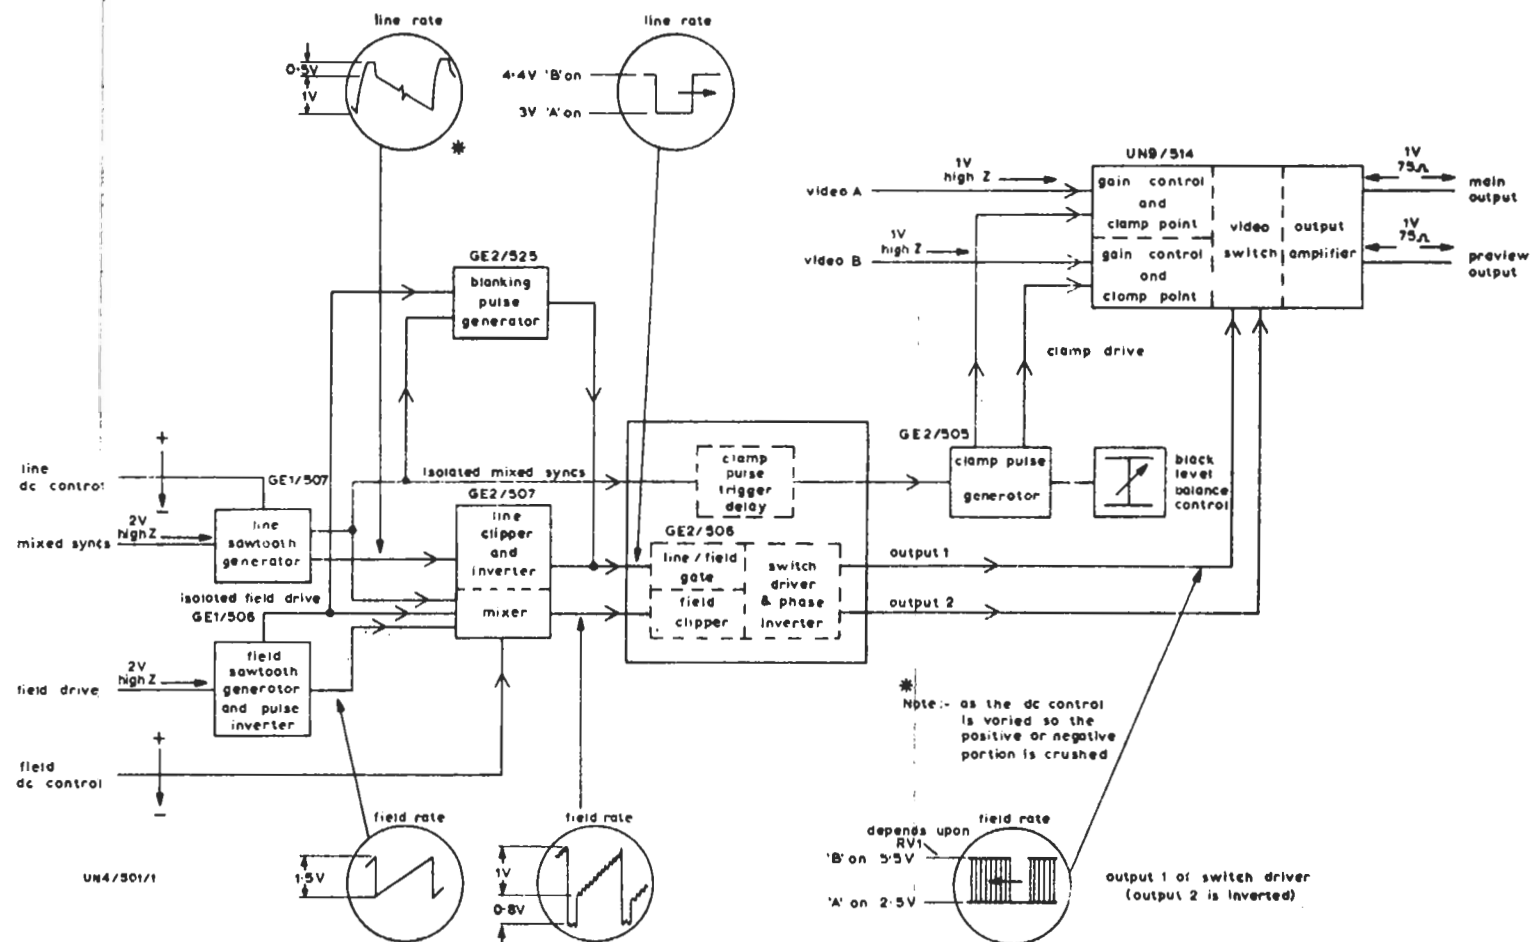 line rate
line rate
0·5V
1V
4·4V 'B' on
3V 'A' on
*
UN9/514
1V
high Z
video A
gain control
and
clamp point
1V
high Z
video B
gain control
and
clomp point
video
switch
output
amplifier
1V
75Ω
main
output
1V
75Ω
preview
output
GE2/525
blanking
pulse
generator
clamp drive
+
line
dc control
-
GE1/507
2V
high Z
mixed syncs
line
sawtooth
generator
isolated mixed syncs
GE2/507
line
clipper
and
inverter
mixer
clamp
pulse
trigger
delay
GE2/505
clamp pulse
generator
black
level
balance
control
GE2/506
line / field
gate
field
clipper
switch
driver
& phase
inverter
output 1
output 2
isolated field drive
GE1/506
2V
high Z
field drive
field
sawtooth
generator
and pulse
inverter
+
field
dc control
-
*
Note:- as the dc control
is varied so the
positive or negative
portion is crushed
field rate
1·5V
field rate
1V
0·8V
field rate
depends upon
RV1
'B' on 5·5V
'A' on 2·5V
output 1 of switch driver
(output 2 is inverted)
UN4/501/1